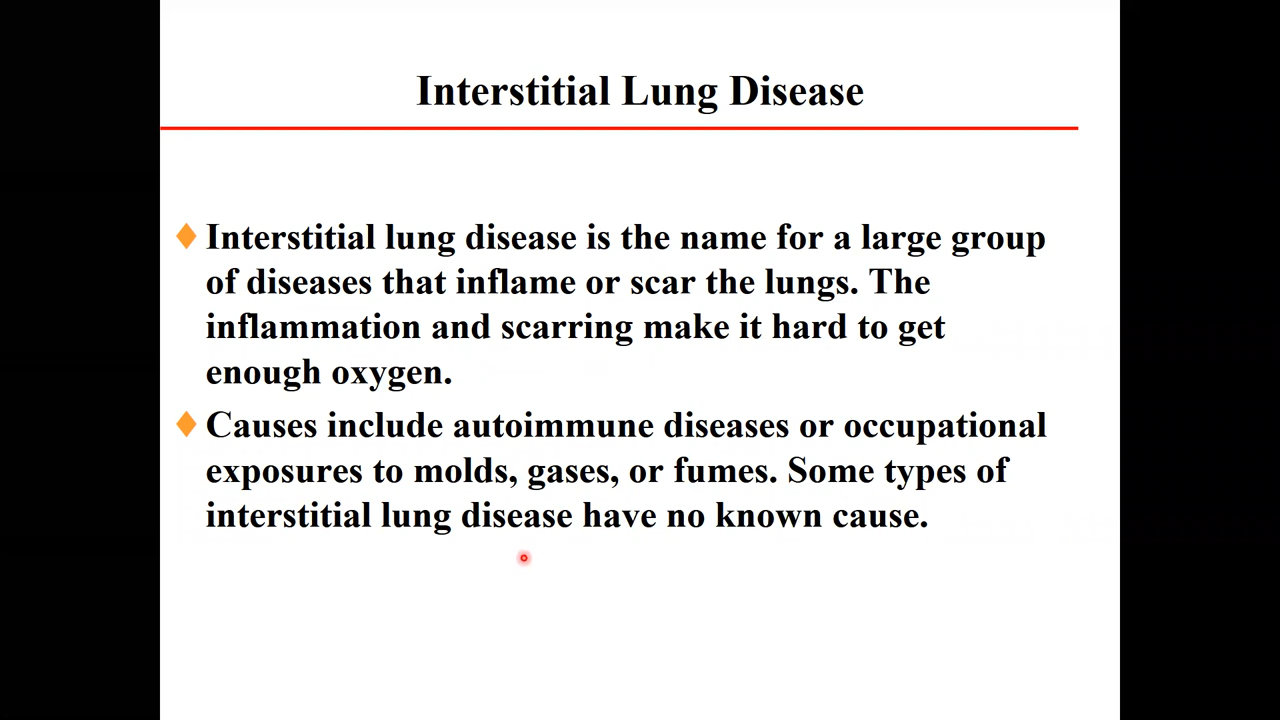 Interstitial Lung Disease
Interstitial lung disease is the name for a large group
of diseases that inflame or scar the lungs. The
inflammation and scarring make it hard to get
enough oxygen.
Causes include autoimmune diseases or occupational
exposures to molds, gases, or fumes. Some types of
interstitial lung disease have no known cause.